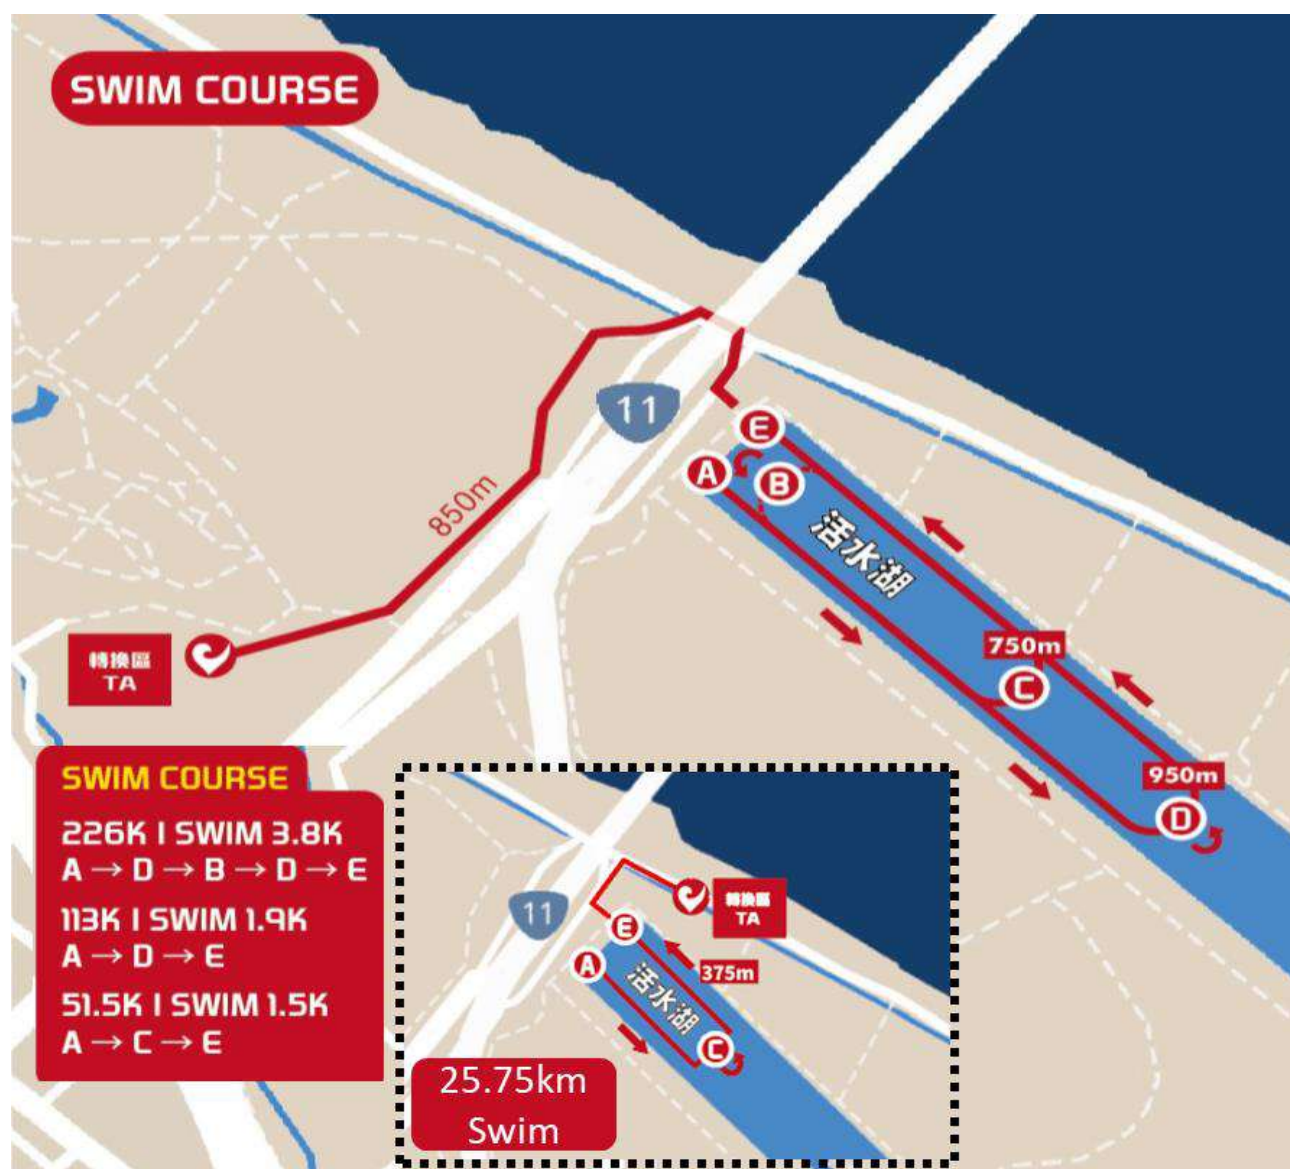 SWIM COURSE
11
E
A
B
850m
活水湖
750m
C
轉換區
TA
950m
D
SWIM COURSE
226K | SWIM 3.8K
A → D → B → D → E
113K | SWIM 1.9K
A → D → E
51.5K | SWIM 1.5K
A → C → E
11
轉換區
TA
E
A
375m
活水湖
C
25.75km
Swim